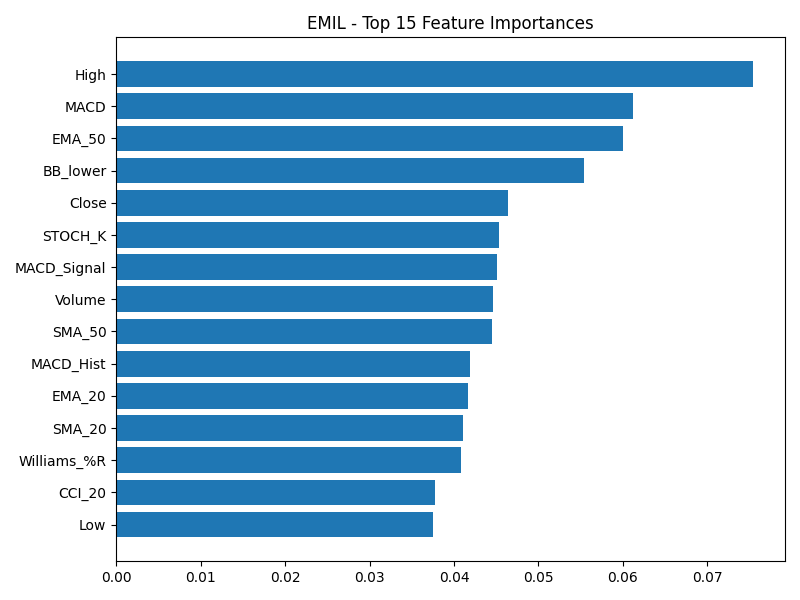 EMIL - Top 15 Feature Importances
High
MACD
EMA_50
BB_lower
Close
STOCH_K
MACD_Signal
Volume
SMA_50
MACD_Hist
EMA_20
SMA_20
Williams_%R
CCI_20
Low
0.00 0.01 0.02 0.03 0.04 0.05 0.06 0.07